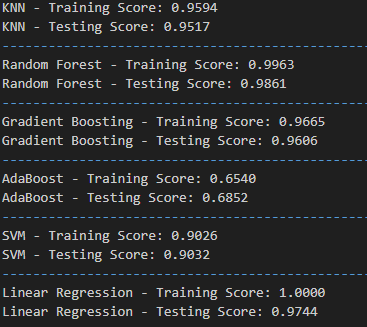 KNN - Training Score: 0.9594
KNN - Testing Score: 0.9517
Random Forest - Training Score: 0.9963
Random Forest - Testing Score: 0.9861
Gradient Boosting - Training Score: 0.9665
Gradient Boosting - Testing Score: 0.9606
AdaBoost - Training Score: 0.6540
AdaBoost - Testing Score: 0.6852
SVM - Training Score: 0.9026
SVM - Testing Score: 0.9032
Linear Regression - Training Score: 1.0000
Linear Regression - Testing Score: 0.9744